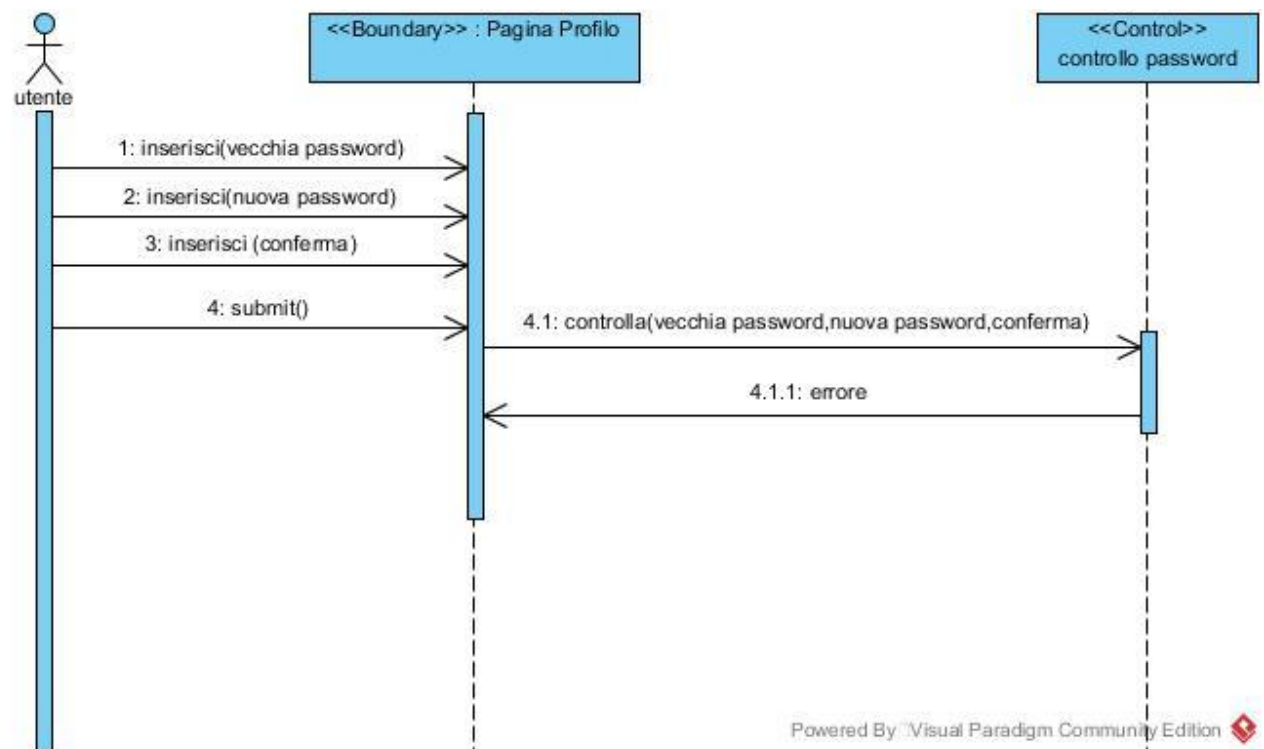 <<Boundary>> : Pagina Profilo
<<Control>>
controllo password
utente
1: inserisci(vecchia password)
2: inserisci(nuova password)
3: inserisci (conferma)
4: submit()
4.1: controlla(vecchia password,nuova password,conferma)
4.1.1: errore
Powered By Visual Paradigm Community Edition